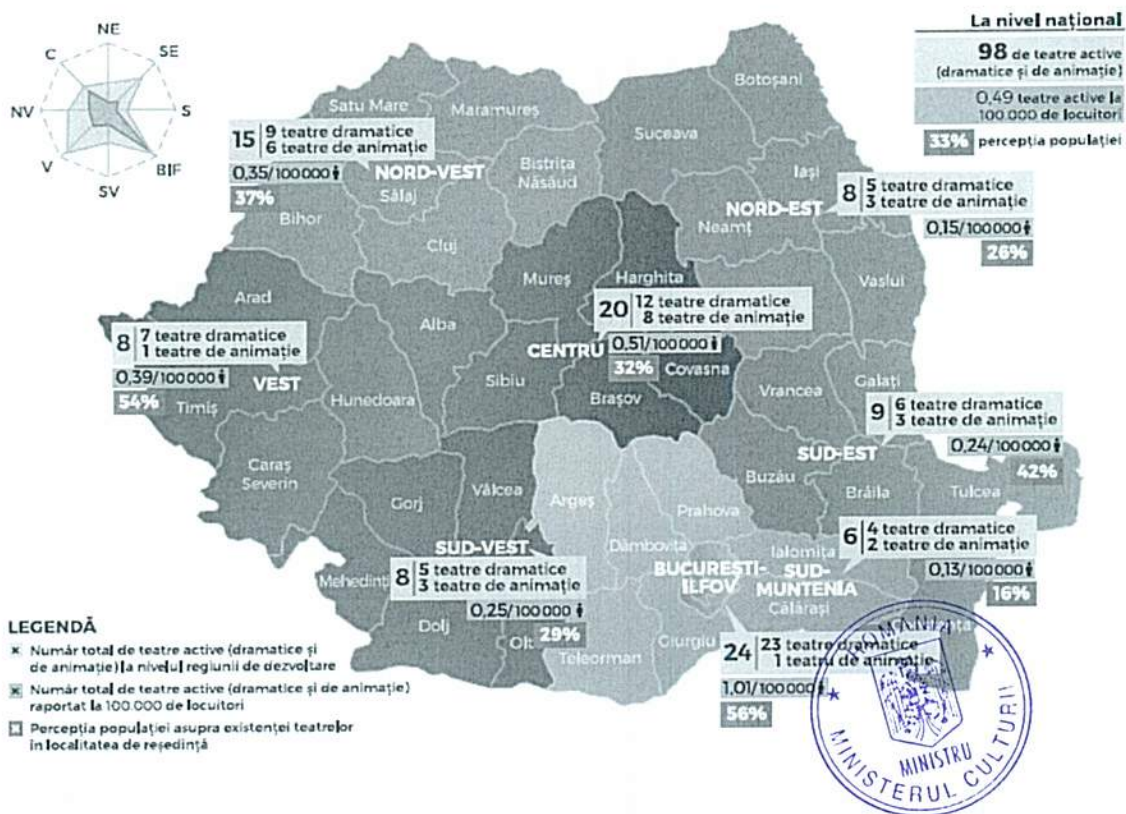 NE
C
SE
NV
S
V
BIF
SV
La nivel național
98 de teatre active
(dramatice și de animație)
0,49 teatre active la
100.000 de locuitori
33% percepția populației
Botoșani
Satu Mare
Maramureș
Suceava
15
9 teatre dramatice
6 teatre de animație
0,35/100000
37%
NORD-VEST
Sălaj
Bistrița
Năsăud
Bihor
Cluj
Iași
NORD-EST
Neamț
8
5 teatre dramatice
3 teatre de animație
0,15/100000
26%
Vaslui
Mureș
Harghita
Arad
Alba
20
12 teatre dramatice
8 teatre de animație
0,51/100000
CENTRU
32%
Covasna
Sibiu
Brașov
8
7 teatre dramatice
1 teatre de animație
0,39/100000
VEST
54%
Timiș
Hunedoara
Vrancea
Galați
9
6 teatre dramatice
3 teatre de animație
0,24/100000
SUD-EST
42%
Caraș
Severin
Gorj
Vâlcea
Argeș
Prahova
Buzău
Brăila
Tulcea
SUD-VEST
Dâmbovița
Ialomița
6
4 teatre dramatice
2 teatre de animație
0,13/100000
16%
Mehedinți
8
5 teatre dramatice
3 teatre de animație
0,25/100000
29%
BUCUREȘTI-
ILFOV
SUD-
MUNTENIA
Călărași
Dolj
Olt
Teleorman
Giurgiu
24
23 teatre dramatice
1 teatru de animație
1,01/100000
56%
LEGENDĂ
Număr total de teatre active (dramatice și
de animație) la nivelul regiunii de dezvoltare
Număr total de teatre active (dramatice și de animație)
raportat la 100.000 de locuitori
Percepția populației asupra existenței teatrelor
în localitatea de reședință
ROMANIA
MINISTRU
MINISTERUL CULTURII